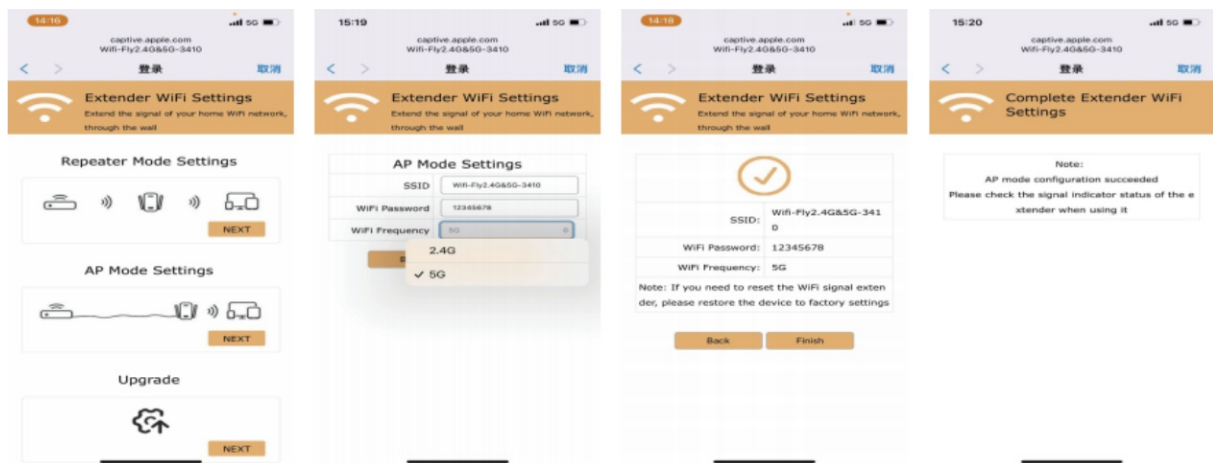 14:16
5G
captive.apple.com
Wifi-Fly2.4G&5G-3410
登录
取消
Extender WiFi Settings
Extend the signal of your home WiFi network,
through the wall
Repeater Mode Settings
NEXT
AP Mode Settings
NEXT
Upgrade
NEXT
15:19
5G
captive.apple.com
Wifi-Fly2.4G&5G-3410
登录
取消
Extender WiFi Settings
Extend the signal of your home WiFi network,
through the wall
AP Mode Settings
SSID Wifi-Fly2.4G&5G-3410
WiFi Password 12345678
WiFi Frequency 5G
2.4G
✓ 5G
14:18
5G
captive.apple.com
Wifi-Fly2.4G&5G-3410
登录
取消
Extender WiFi Settings
Extend the signal of your home WiFi network,
through the wall
SSID: Wifi-Fly2.4G&5G-341
0
WiFi Password: 12345678
WiFi Frequency: 5G
Note: If you need to reset the WiFi signal exten
der, please restore the device to factory settings
Back
Finish
15:20
5G
captive.apple.com
Wifi-Fly2.4G&5G-3410
登录
取消
Complete Extender WiFi
Settings
Note:
AP mode configuration succeeded
Please check the signal indicator status of the e
xtender when using it